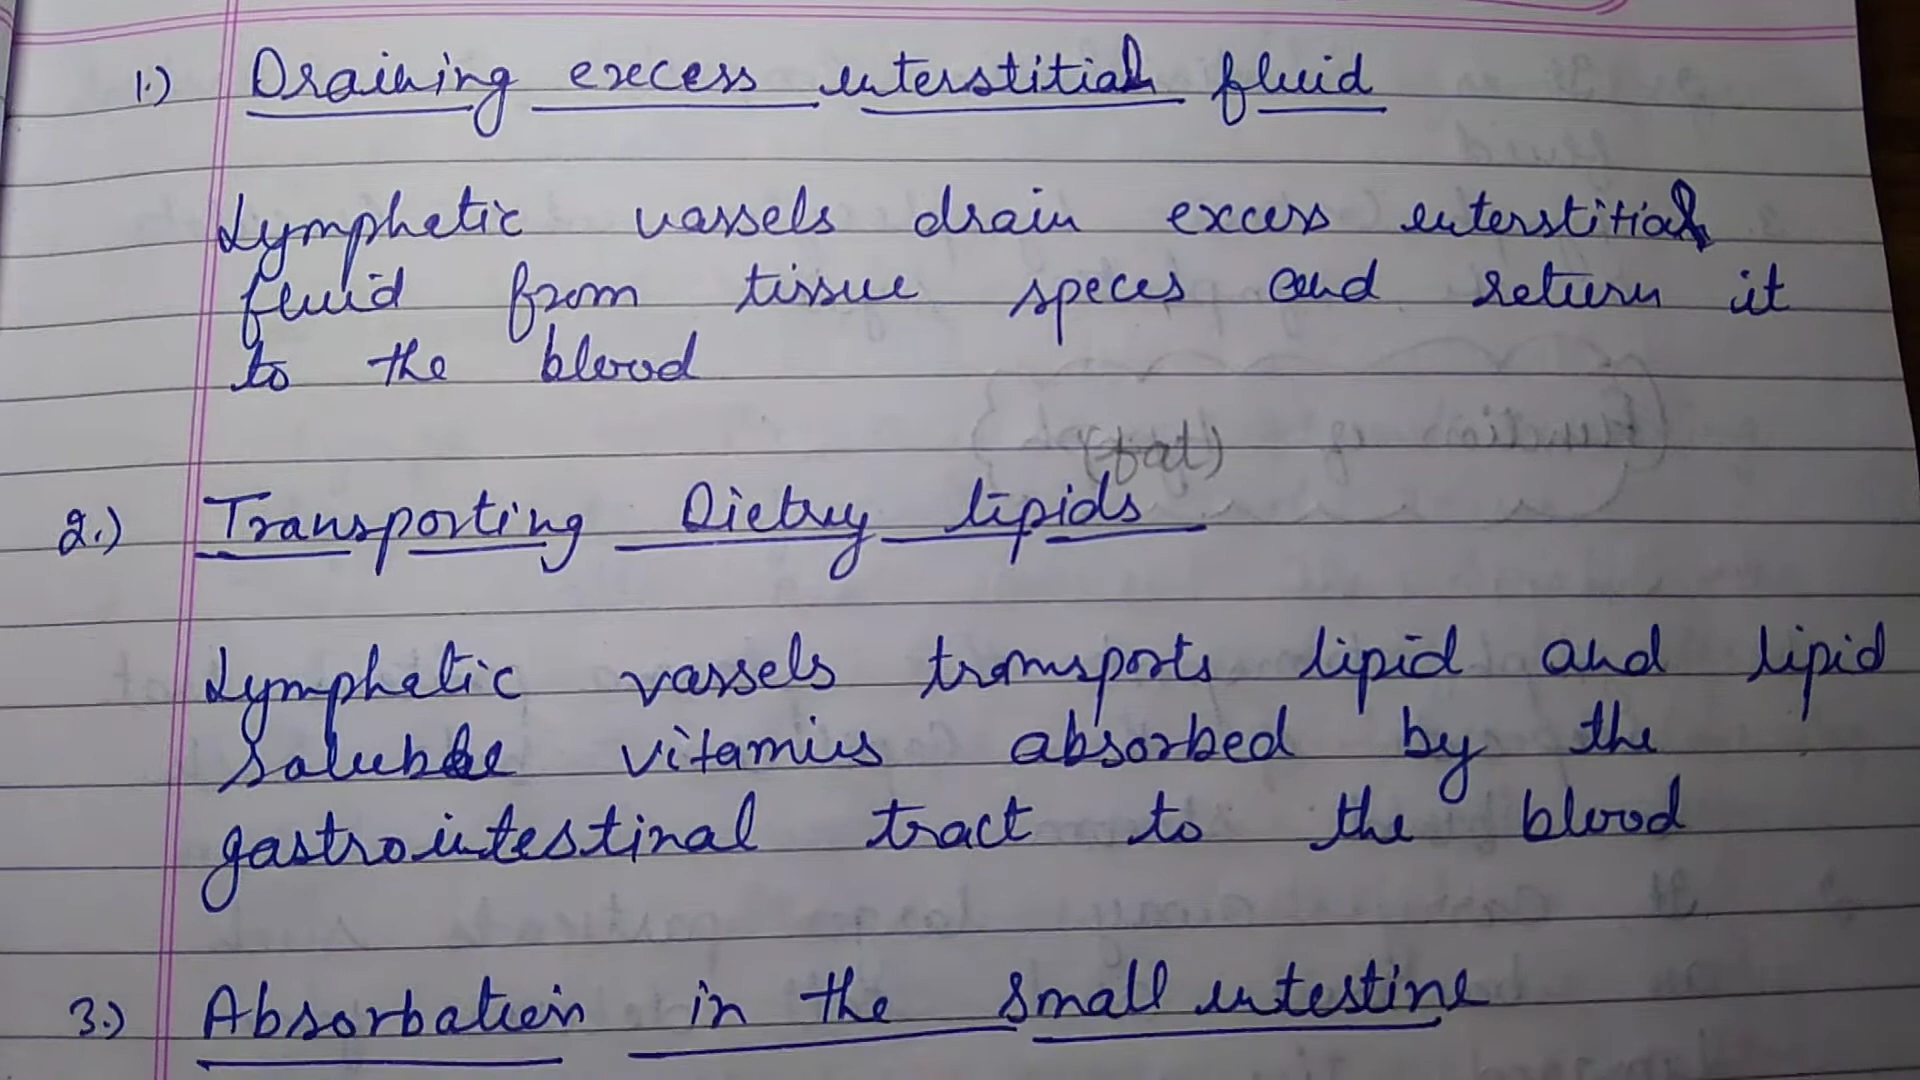 1.) Draining excess interstitial fluid
Lymphetic vassels drain excess interstitial
fluid from tissue speces and return it
to the blood
(fat)
2.) Transporting Dietry lipids
Lymphetic vassels transports lipid and lipid
soluble vitamins absorbed by the
gastrointestinal tract to the blood
3.) Absorbation in the small intestine